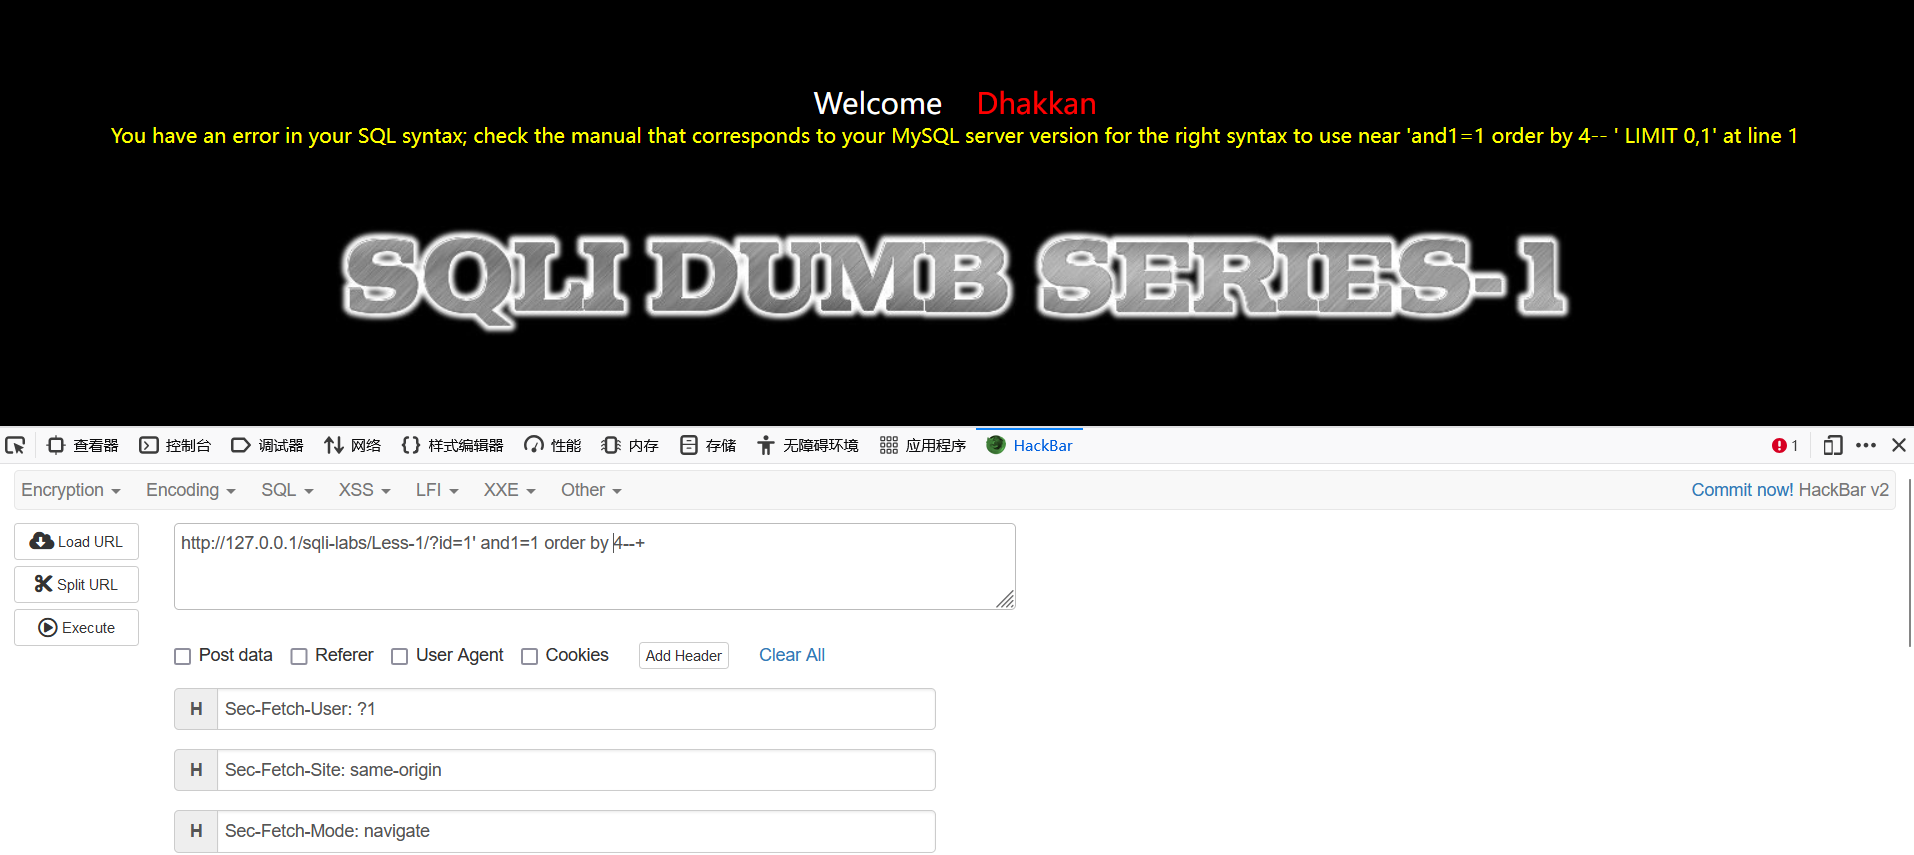 Welcome Dhakkan
You have an error in your SQL syntax; check the manual that corresponds to your MySQL server version for the right syntax to use near 'and1=1 order by 4-- ' LIMIT 0,1' at line 1
SQLI DUMB SERIES-1
查看器 控制台 调试器 网络 样式编辑器 性能 内存 存储 无障碍环境 应用程序 HackBar 1
Encryption Encoding SQL XSS LFI XXE Other Commit now! HackBar v2
Load URL http://127.0.0.1/sqli-labs/Less-1/?id=1' and1=1 order by 4--+
Split URL
Execute
Post data Referer User Agent Cookies Add Header Clear All
H Sec-Fetch-User: ?1
H Sec-Fetch-Site: same-origin
H Sec-Fetch-Mode: navigate